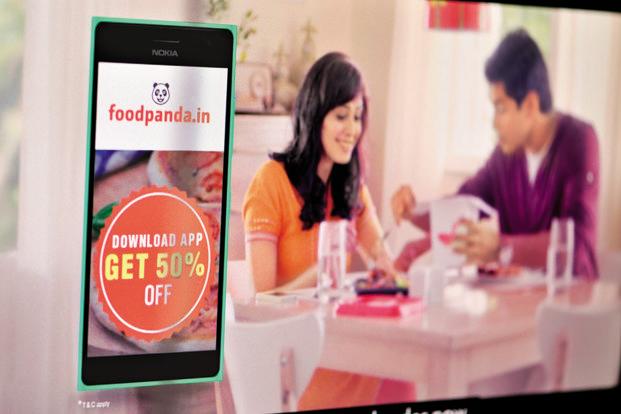 NOKIA
foodpanda.in
DOWNLOAD APP
GET 50%
OFF
*T&C apply